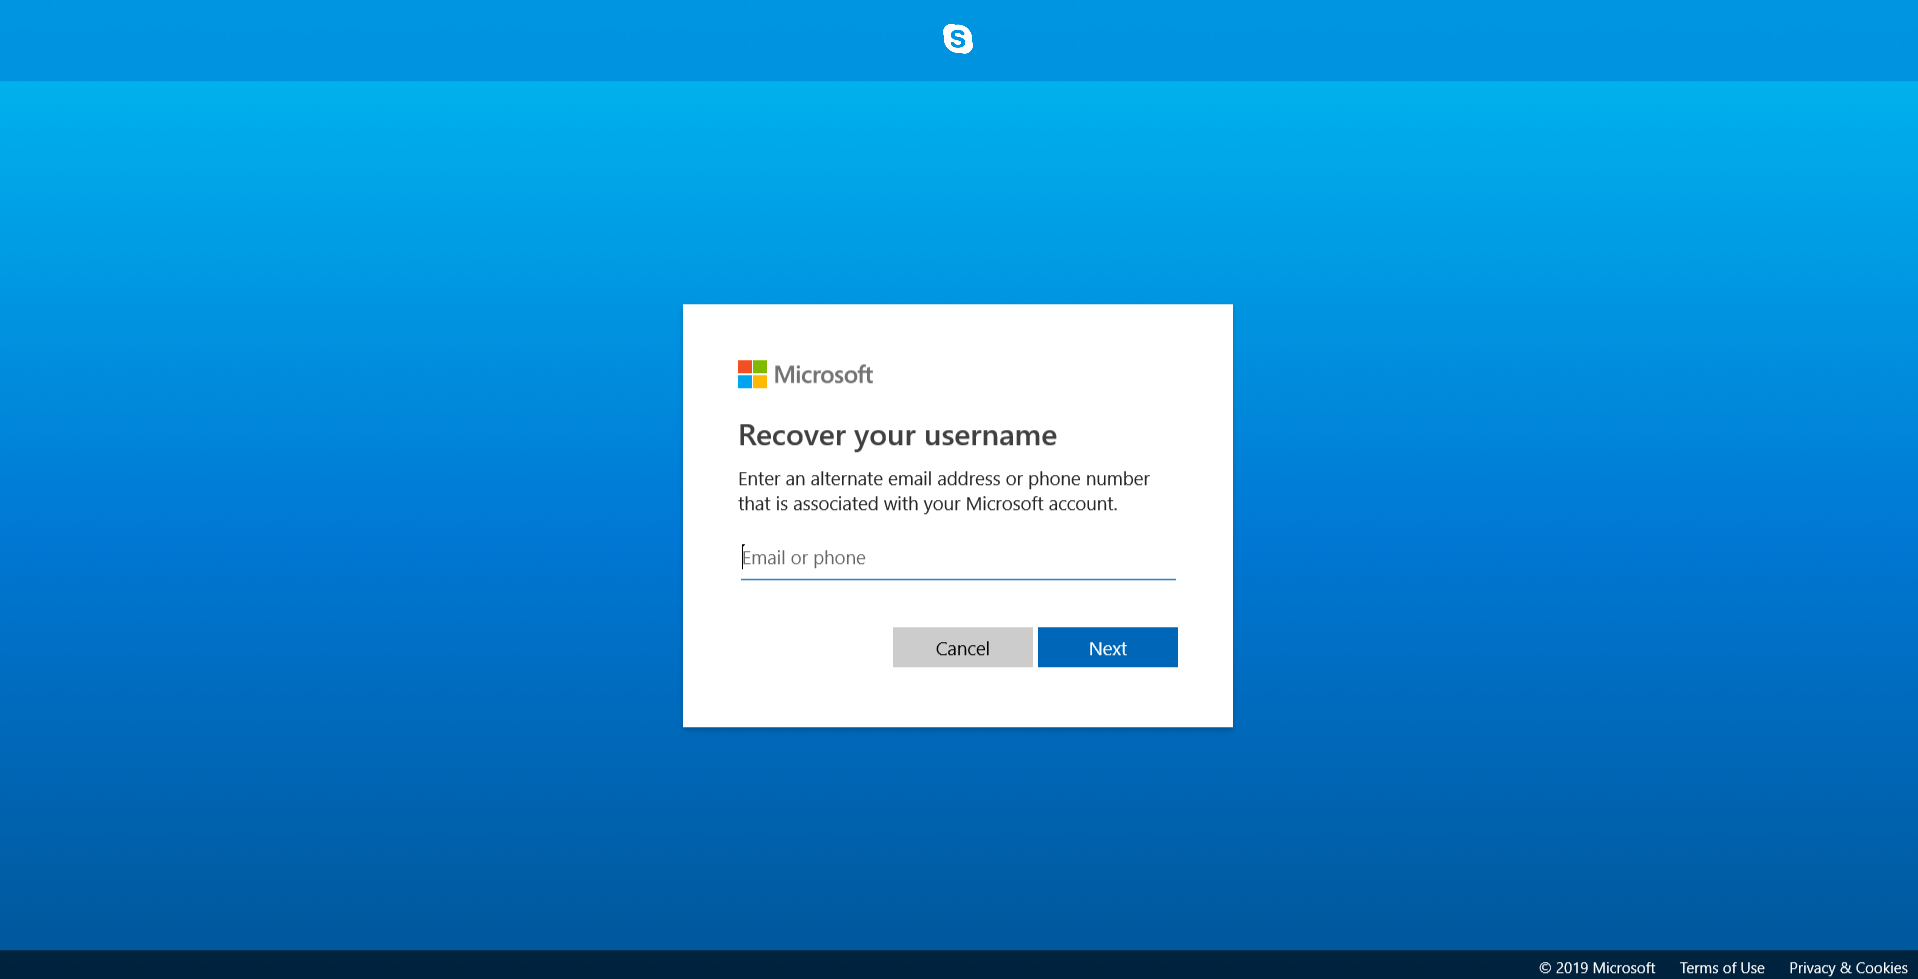 S
Microsoft
Recover your username
Enter an alternate email address or phone number
that is associated with your Microsoft account.
Email or phone
Cancel Next
© 2019 Microsoft Terms of Use Privacy & Cookies